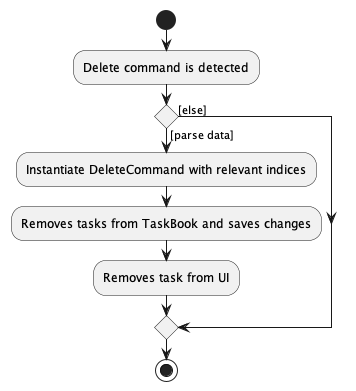 Delete command is detected
[else]
[parse data]
Instantiate DeleteCommand with relevant indices
Removes tasks from TaskBook and saves changes
Removes task from UI